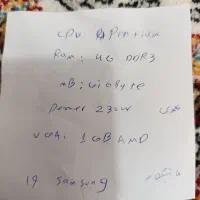 CPU Pentium
Ram: 4G DDR3
MB: Gigabyte
Power 230W
VGA: 1GB AMD
19 Samsung